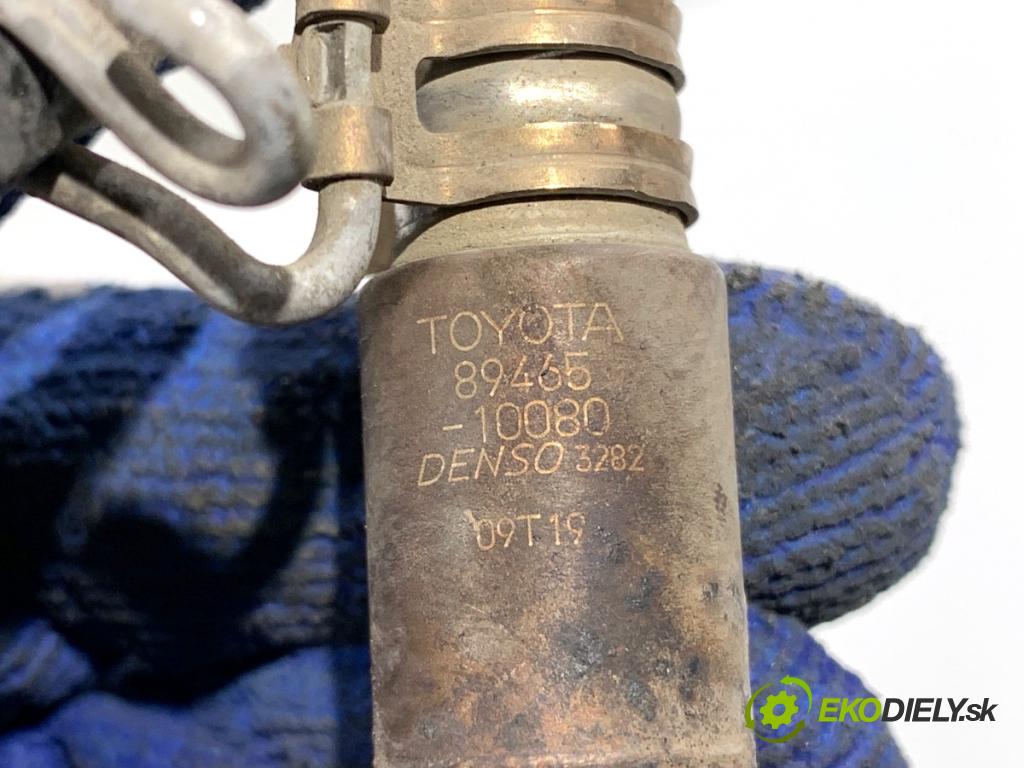 TOYOTA
89465
-10080
DENSO 3282
09T19
EKODIELY.sk